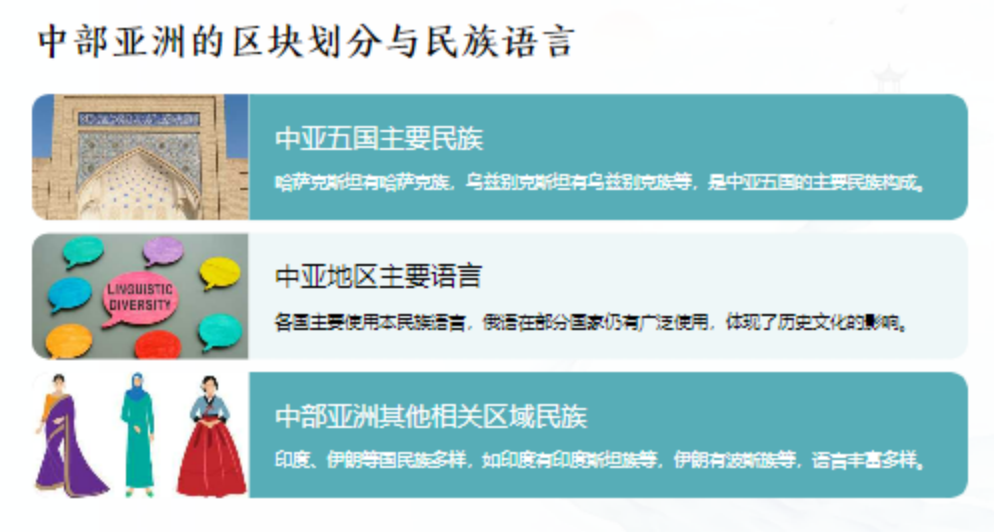 中部亚洲的区块划分与民族语言
中亚五国主要民族
哈萨克斯坦有哈萨克族，乌兹别克斯坦有乌兹别克族等，是中亚五国的主要民族构成。
LINGUISTIC
DIVERSITY
中亚地区主要语言
各国主要使用本民族语言，俄语在部分国家仍有广泛使用，体现了历史文化的影响。
中部亚洲其他相关区域民族
印度、伊朗等国民族多样，如印度有印度斯坦族等，伊朗有波斯族等，语言丰富多样。